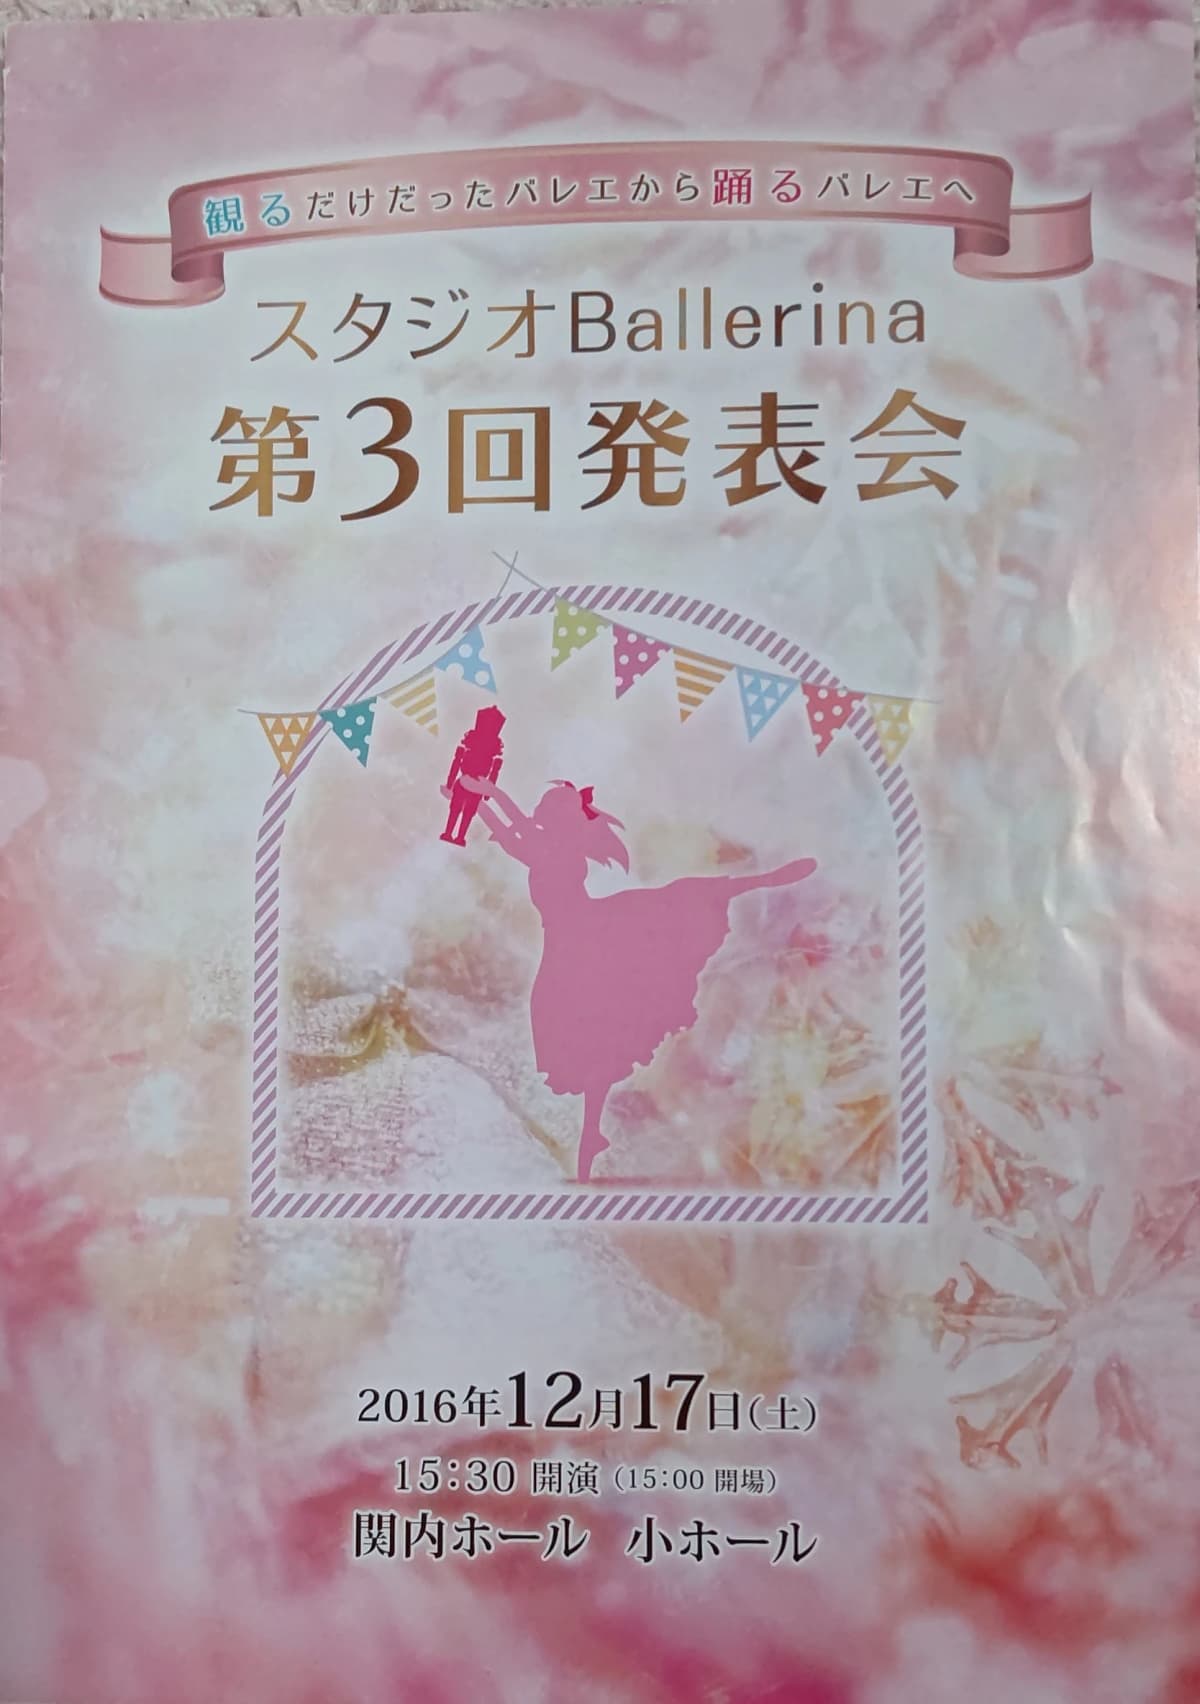 観るだけだったバレエから踊るバレエへ
スタジオBallerina
第3回発表会
2016年12月17日(土)
15:30 開演 (15:00 開場)
関内ホール 小ホール